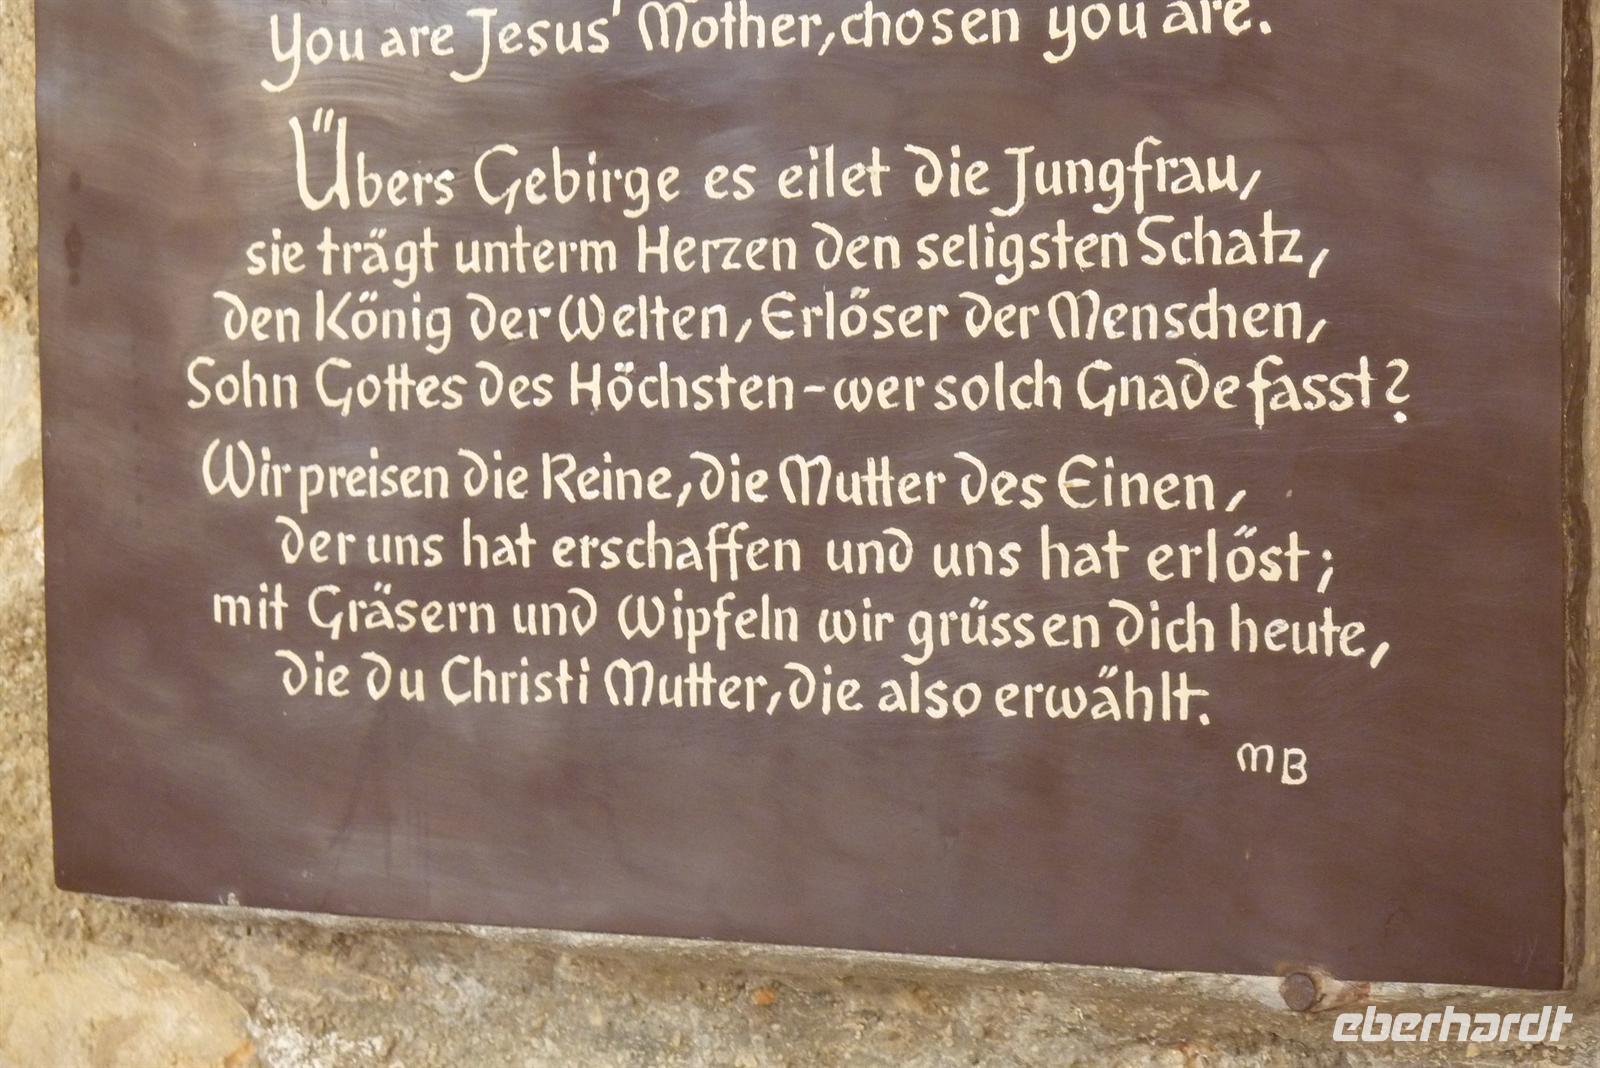 You are Jesus' Mother, chosen you are.
Übers Gebirge es eilet die Jungfrau,
sie trägt unterm Herzen den seligsten Schatz,
den König der Welten, Erlöser der Menschen,
Sohn Gottes des Höchsten - wer solch Gnade fasst?
Wir preisen die Reine, die Mutter des Einen,
der uns hat erschaffen und uns hat erlöst;
mit Gräsern und Wipfeln wir grüssen dich heute,
die du Christi Mutter, die also erwählt.
MB
eberhardt